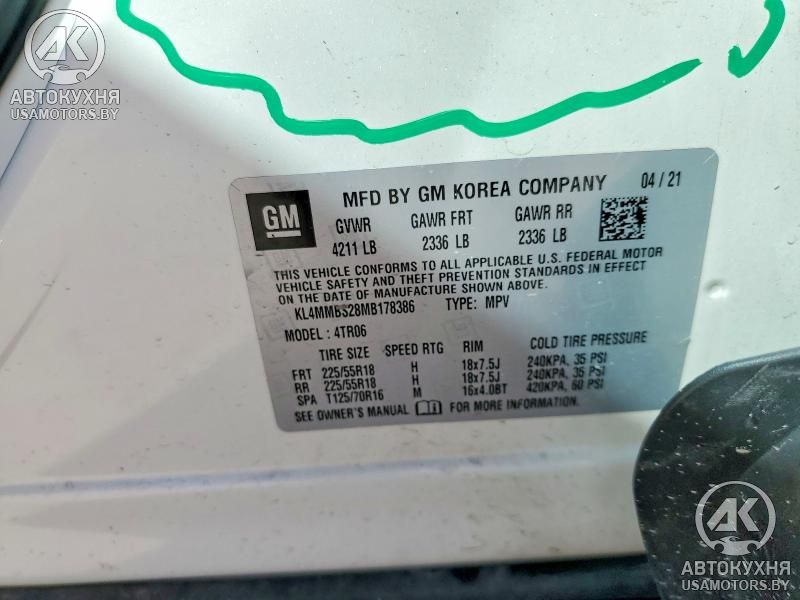 АК
АВТОКУХНЯ
USAMOTORS.BY
GM
MFD BY GM KOREA COMPANY 04 / 21
GVWR GAWR FRT GAWR RR
4211 LB 2336 LB 2336 LB
THIS VEHICLE CONFORMS TO ALL APPLICABLE U.S. FEDERAL MOTOR
VEHICLE SAFETY AND THEFT PREVENTION STANDARDS IN EFFECT
ON THE DATE OF MANUFACTURE SHOWN ABOVE.
KL4MMBS28MB178386 TYPE: MPV
MODEL: 4TR06
TIRE SIZE SPEED RTG RIM COLD TIRE PRESSURE
FRT 225/55R18 H 18x7.5J 240KPA, 35 PSI
RR 225/55R18 H 18x7.5J 240KPA, 35 PSI
SPA T125/70R16 M 16x4.0BT 420KPA, 60 PSI
SEE OWNER'S MANUAL FOR MORE INFORMATION.
АК
АВТОКУХНЯ
USAMOTORS.BY